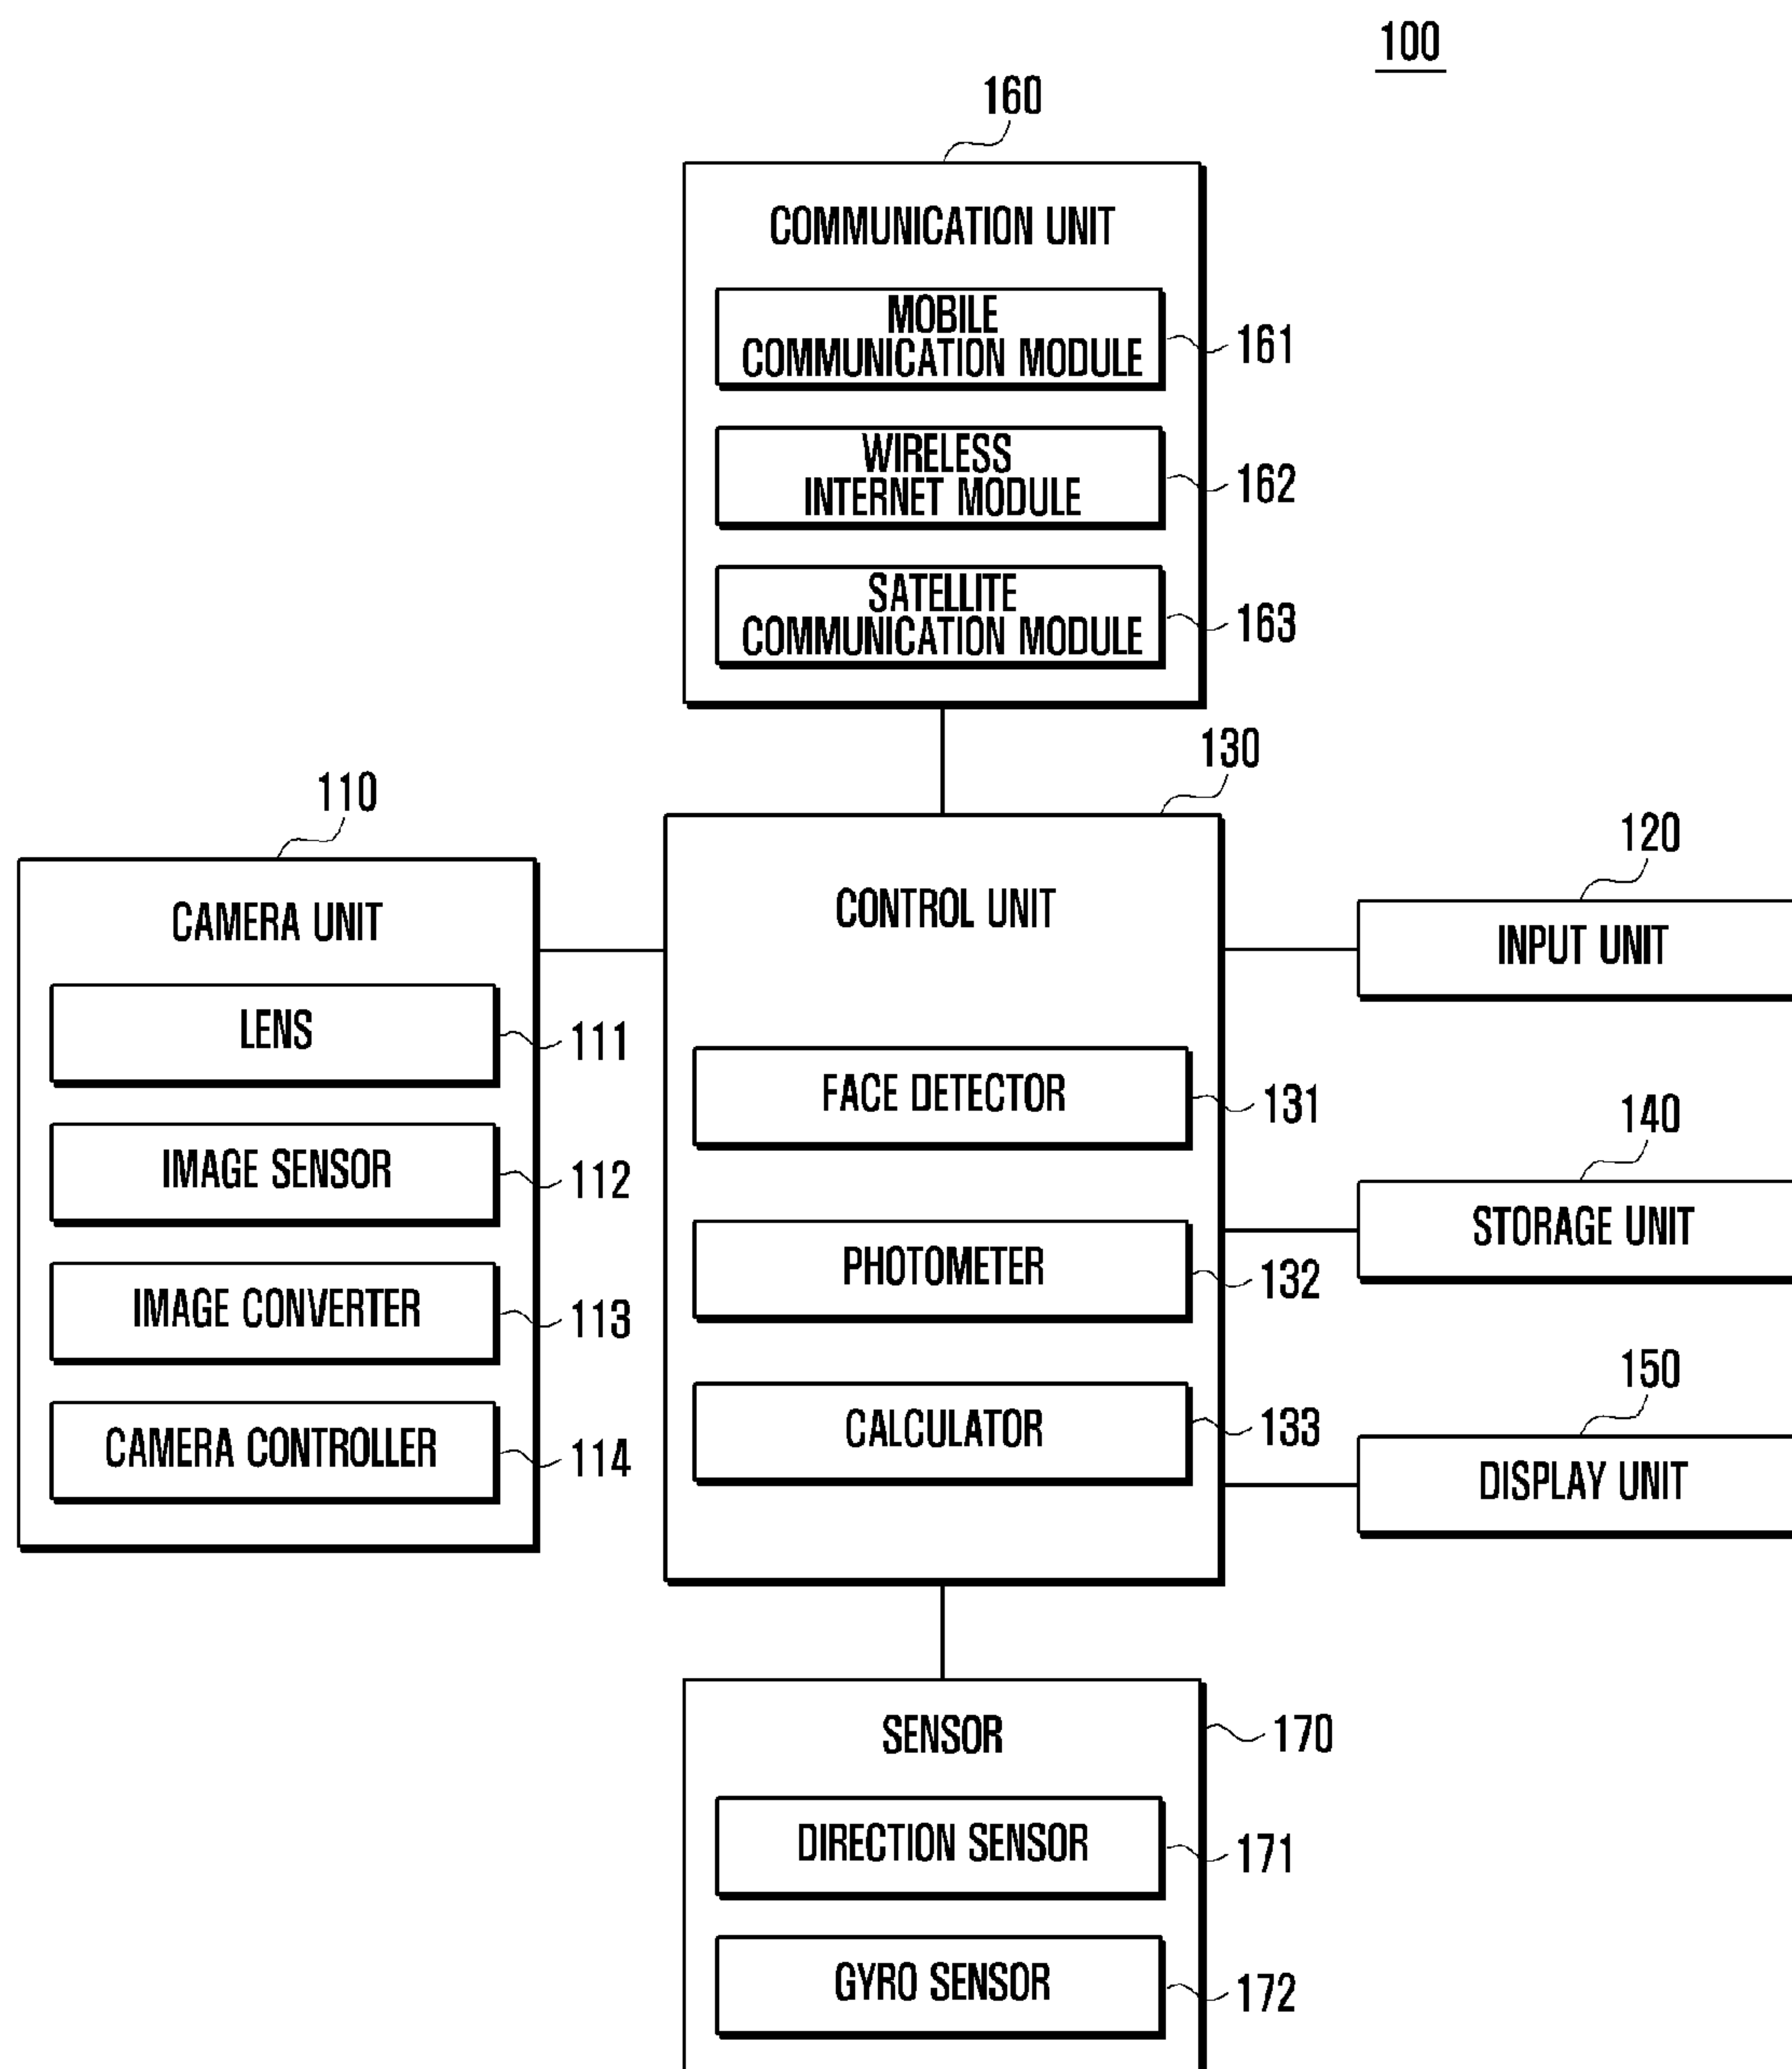 100
160
COMMUNICATION UNIT
MOBILE
COMMUNICATION MODULE
161
WIRELESS
INTERNET MODULE
162
SATELLITE
COMMUNICATION MODULE
163
110
CAMERA UNIT
LENS
111
IMAGE SENSOR
112
IMAGE CONVERTER
113
CAMERA CONTROLLER
114
130
CONTROL UNIT
FACE DETECTOR
131
PHOTOMETER
132
CALCULATOR
133
120
INPUT UNIT
140
STORAGE UNIT
150
DISPLAY UNIT
SENSOR
170
DIRECTION SENSOR
171
GYRO SENSOR
172